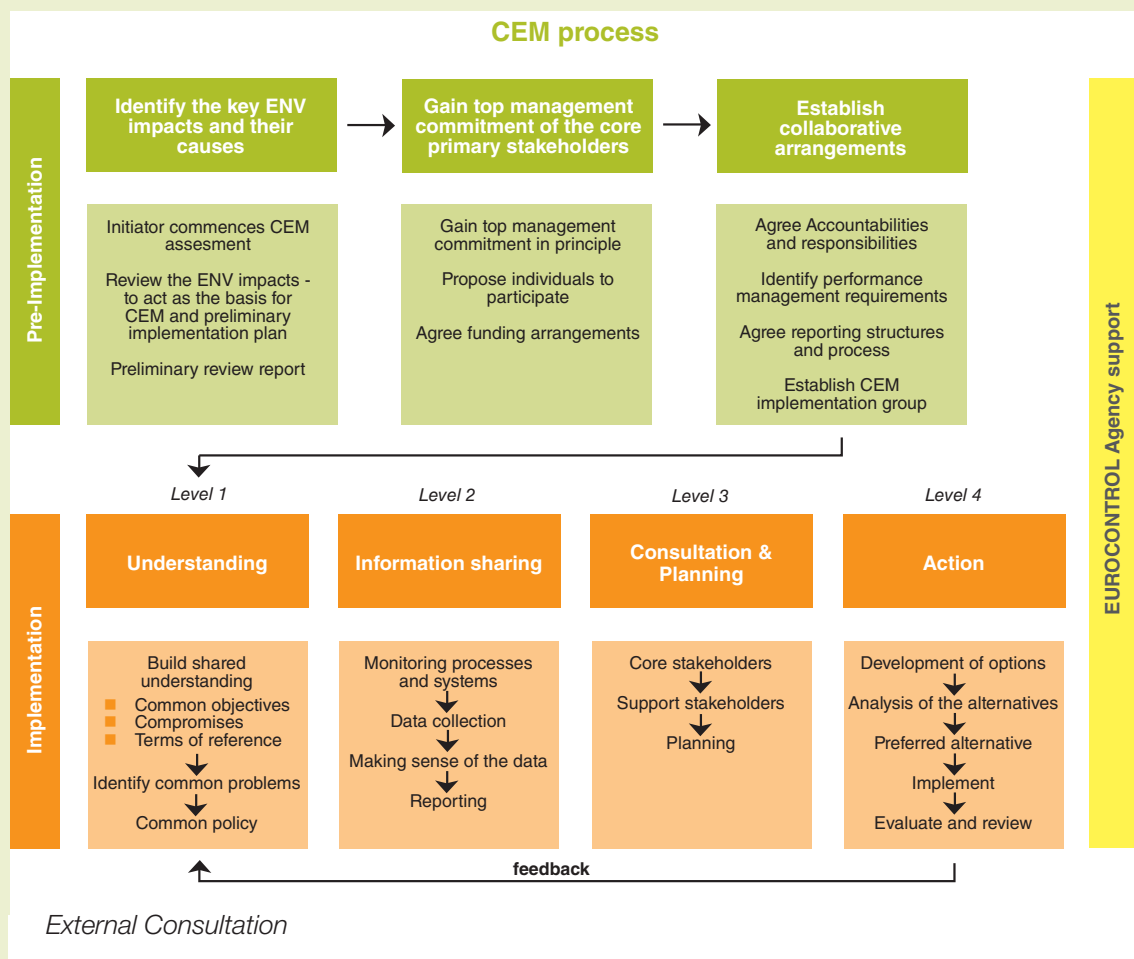 CEM process
Pre-Implementation
Identify the key ENV
impacts and their
causes
Gain top management
commitment of the core
primary stakeholders
Establish
collaborative
arrangements
Initiator commences CEM
assesment
Review the ENV impacts -
to act as the basis for
CEM and preliminary
implementation plan
Preliminary review report
Gain top management
commitment in principle
Propose individuals to
participate
Agree funding arrangements
Agree Accountabilities
and responsibilities
Identify performance
management requirements
Agree reporting structures
and process
Establish CEM
implementation group
EUROCONTROL Agency support
Implementation
Level 1
Level 2
Level 3
Level 4
Understanding
Information sharing
Consultation &
Planning
Action
Build shared
understanding
Common objectives
Compromises
Terms of reference
Identify common problems
Common policy
Monitoring processes
and systems
Data collection
Making sense of the data
Reporting
Core stakeholders
Support stakeholders
Planning
Development of options
Analysis of the alternatives
Preferred alternative
Implement
Evaluate and review
feedback
External Consultation